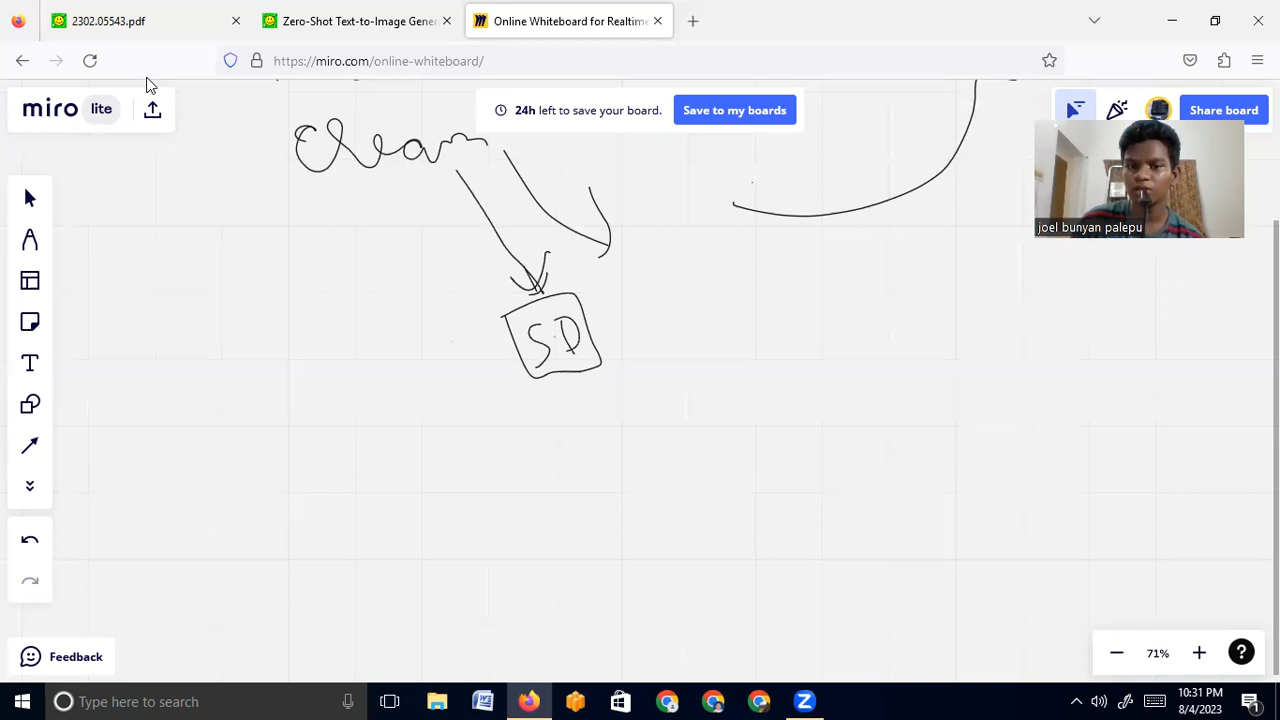 2302.05543.pdf
Zero-Shot Text-to-Image Gener
Online Whiteboard for Realtime
https://miro.com/online-whiteboard/
miro lite
24h left to save your board.
Save to my boards
Share board
joel bunyan palepu
SD
T
Feedback
71%
?
Type here to search
10:31 PM
8/4/2023